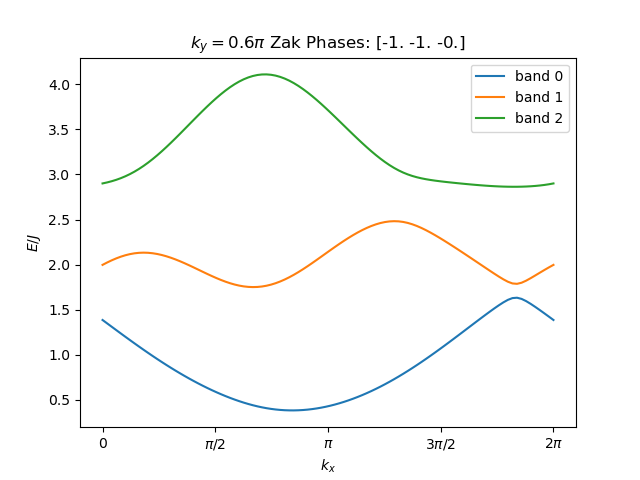 k_y = 0.6π Zak Phases: [-1. -1. -0.]
band 0
band 1
band 2
E/J
4.0
3.5
3.0
2.5
2.0
1.5
1.0
0.5
0 π/2 π 3π/2 2π
k_x